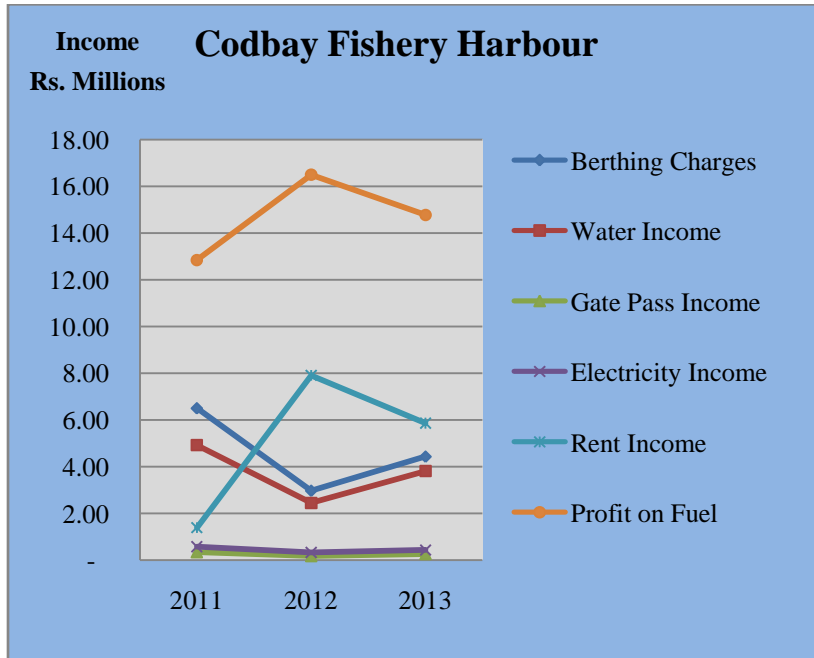 Income
Rs. Millions
Codbay Fishery Harbour
18.00
16.00
14.00
12.00
10.00
8.00
6.00
4.00
2.00
-
2011 2012 2013
Berthing Charges
Water Income
Gate Pass Income
Electricity Income
Rent Income
Profit on Fuel